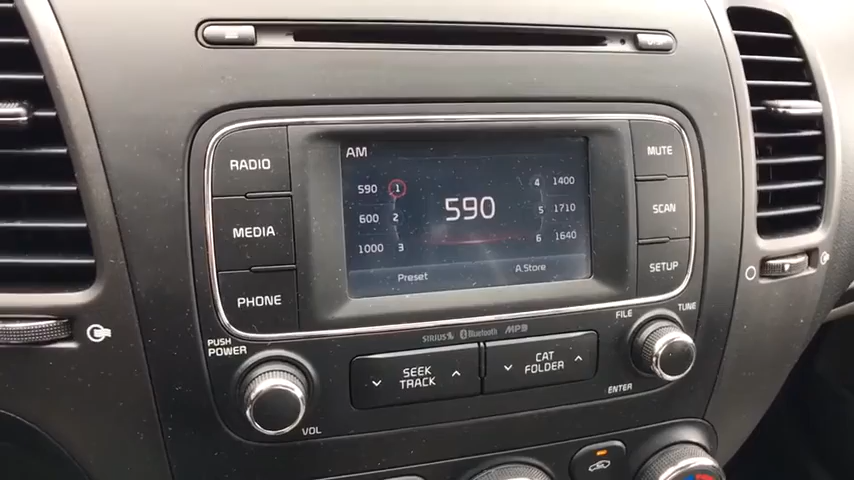 DISP
RADIO
MEDIA
PHONE
AM
590 1
600 2
1000 3
590
4 1400
5 1710
6 1640
Preset
A.Store
MUTE
SCAN
SETUP
PUSH
POWER
VOL
SIRIUS Bluetooth MP3
SEEK
TRACK
CAT
FOLDER
FILE
TUNE
ENTER